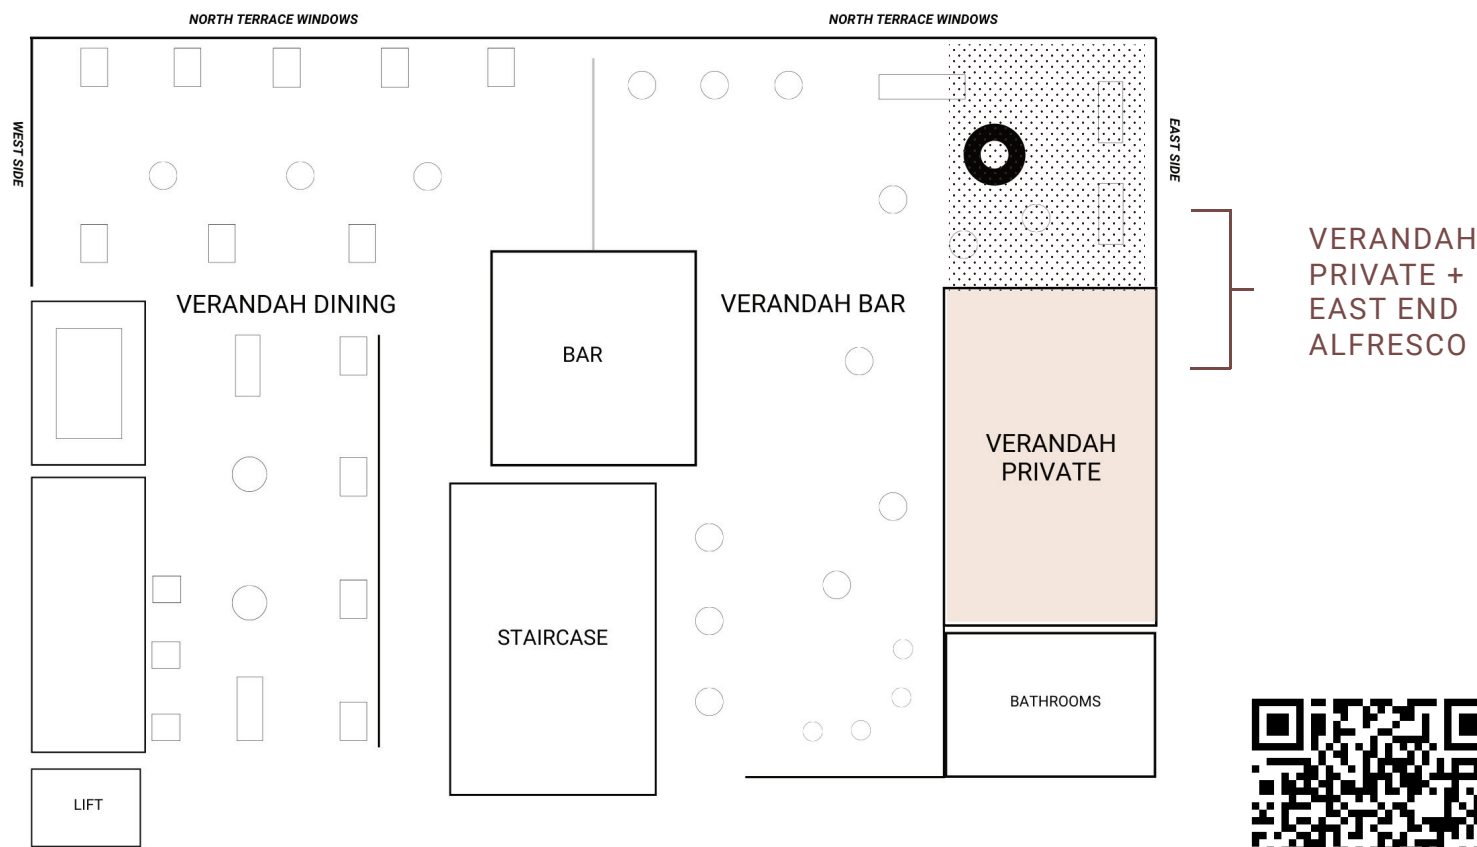 NORTH TERRACE WINDOWS
NORTH TERRACE WINDOWS
WEST SIDE
EAST SIDE
VERANDAH
PRIVATE +
EAST END
ALFRESCO
VERANDAH DINING
VERANDAH BAR
BAR
VERANDAH
PRIVATE
STAIRCASE
BATHROOMS
LIFT